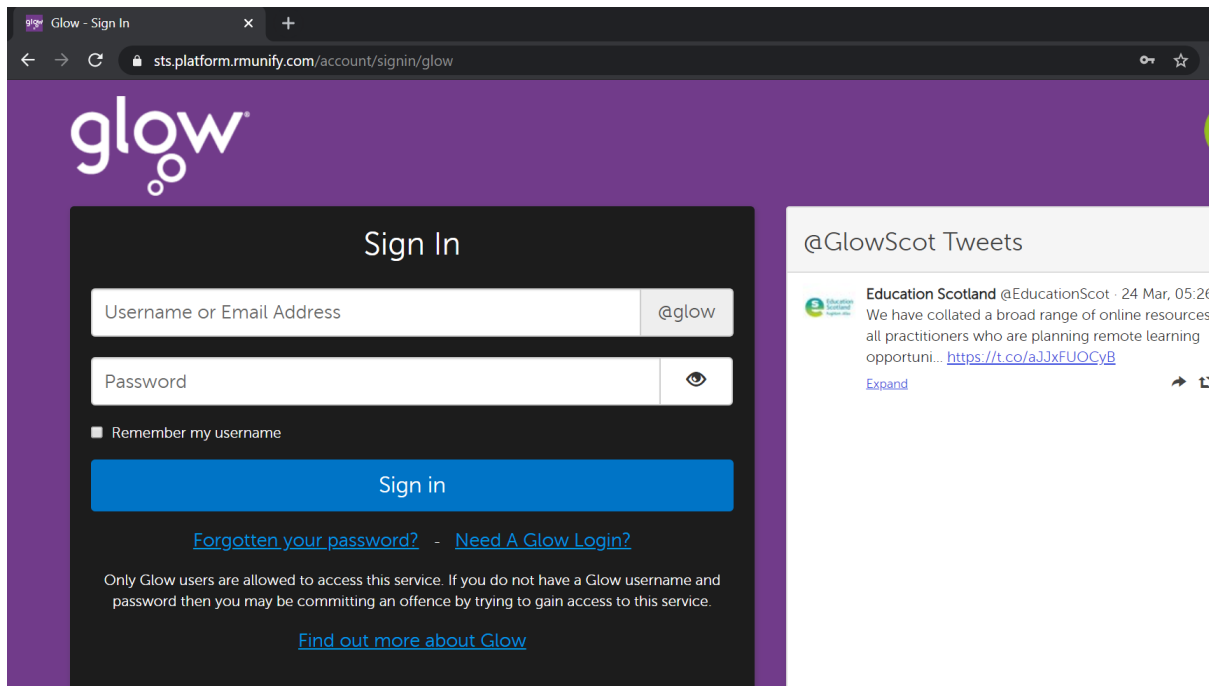 glow Glow - Sign In
sts.platform.rmunify.com/account/signin/glow
glow®
Sign In
Username or Email Address @glow
Password
Remember my username
Sign in
Forgotten your password? - Need A Glow Login?
Only Glow users are allowed to access this service. If you do not have a Glow username and
password then you may be committing an offence by trying to gain access to this service.
Find out more about Glow
@GlowScot Tweets
Education Scotland @EducationScot · 24 Mar, 05:26
We have collated a broad range of online resources
all practitioners who are planning remote learning
opportuni... https://t.co/aJJxFUOCyB
Expand
Education
Scotland